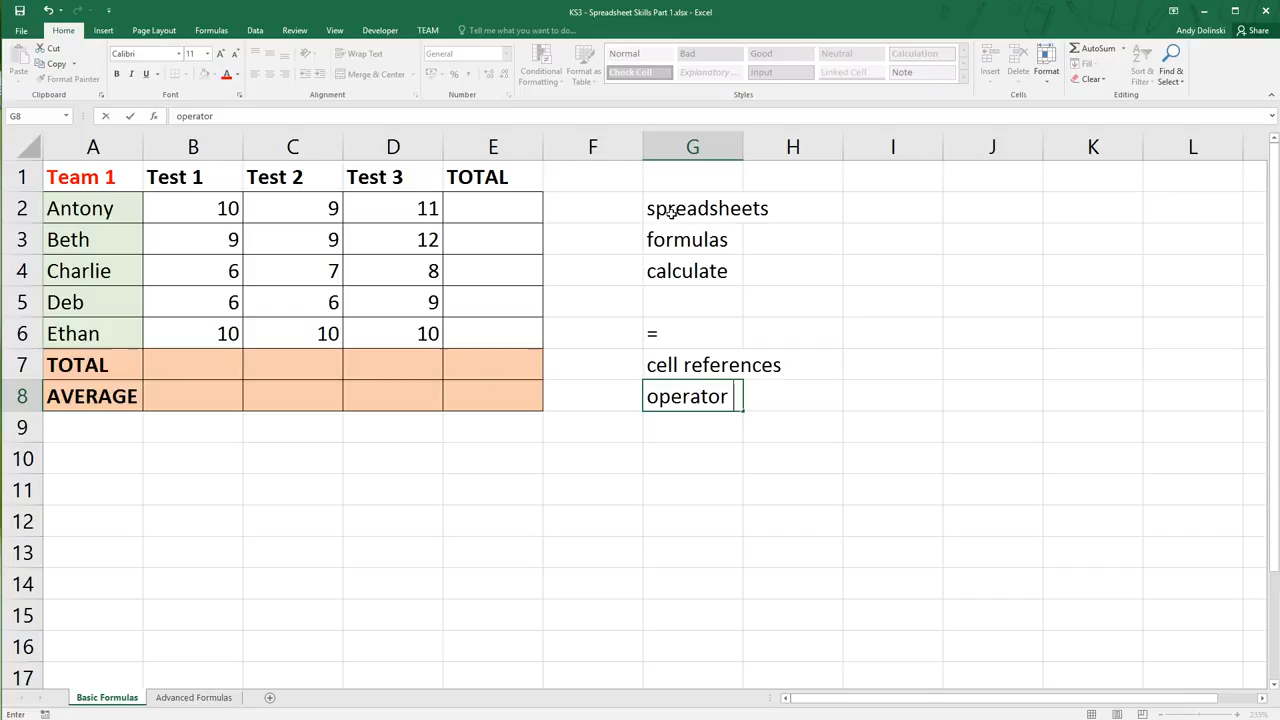 KS3 - Spreadsheet Skills Part 1.xlsx - Excel
File Home Insert Page Layout Formulas Data Review View Developer TEAM Tell me what you want to do... Andy Dolinski Share
Cut
Copy
Format Painter
Paste
Clipboard
Calibri 11
B I U
Font
Wrap Text
Merge & Center
Alignment
General
%
Number
Conditional Formatting
Format as Table
Normal Bad Good Neutral Calculation
Check Cell Explanatory ... Input Linked Cell Note
Styles
Insert Delete Format
Cells
AutoSum
Fill
Clear
Sort & Filter
Find & Select
Editing
G8 fx operator
A B C D E F G H I J K L
1 Team 1 Test 1 Test 2 Test 3 TOTAL
2 Antony 10 9 11 spreadsheets
3 Beth 9 9 12 formulas
4 Charlie 6 7 8 calculate
5 Deb 6 6 9
6 Ethan 10 10 10 =
7 TOTAL cell references
8 AVERAGE operator
9
10
11
12
13
14
15
16
17
Basic Formulas Advanced Formulas
Enter 235%